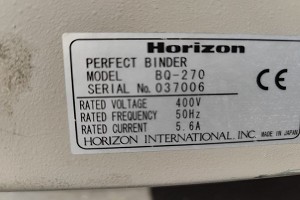 Horizon
PERFECT BINDER
MODEL BQ-270
SERIAL No. 037006
CE
RATED VOLTAGE 400V
RATED FREQUENCY 50Hz
RATED CURRENT 5.6A
HORIZON INTERNATIONAL, INC. MADE IN JAPAN